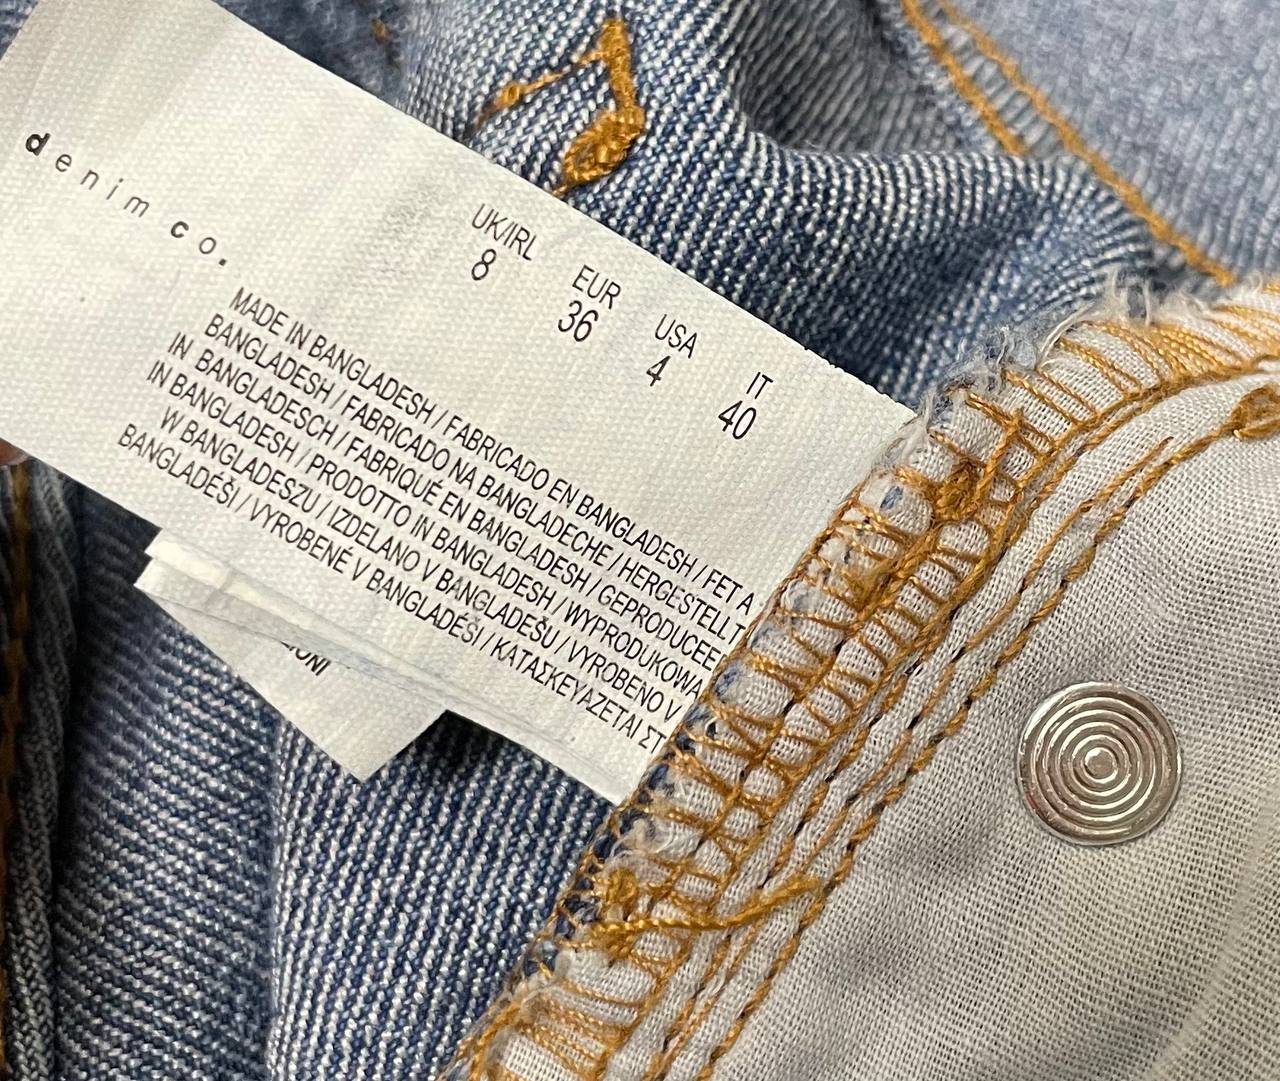 denim co.
UK/IRL EUR USA IT
8 36 4 40
MADE IN BANGLADESH / FABRICADO EN BANGLADESH / FET A
BANGLADESH / FABRICADO NA BANGLADECHE / HERGESTELLT
IN BANGLADESCH / FABRIQUÉ EN BANGLADESH / GEPRODUCEE
IN BANGLADESH / PRODOTTO IN BANGLADESH / WYPRODUKOWA
W BANGLADESZU / IZDELANO V BANGLADEŠU / VYROBENO V
BANGLADÉŠI / VYROBENÉ V BANGLADÉŠI / ΚΑΤΑΣΚΕΥΑΖΕΤΑΙ ΣΤ